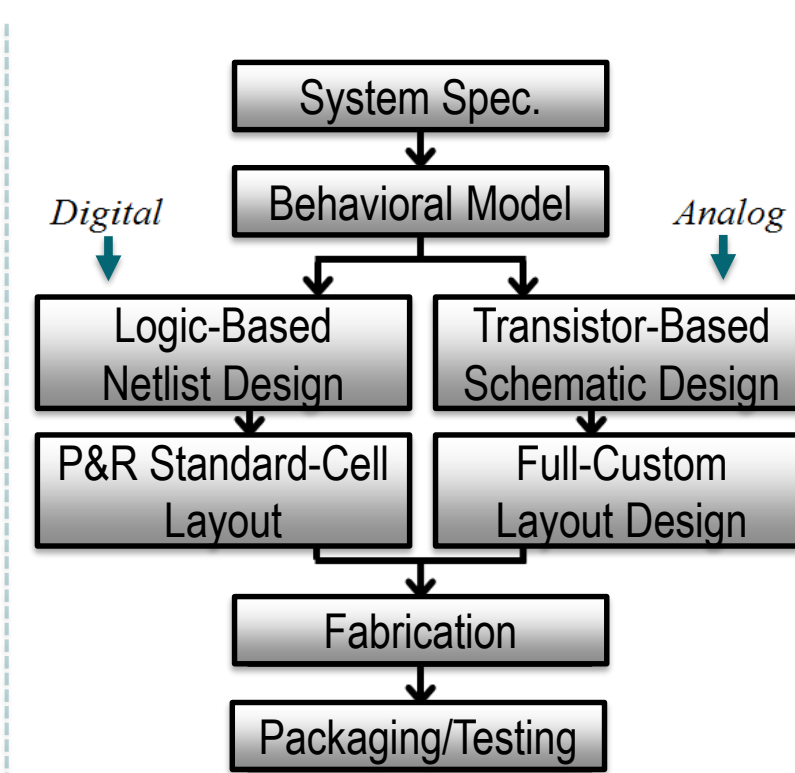 System Spec.
Behavioral Model
Digital
Analog
Logic-Based
Netlist Design
Transistor-Based
Schematic Design
P&R Standard-Cell
Layout
Full-Custom
Layout Design
Fabrication
Packaging/Testing